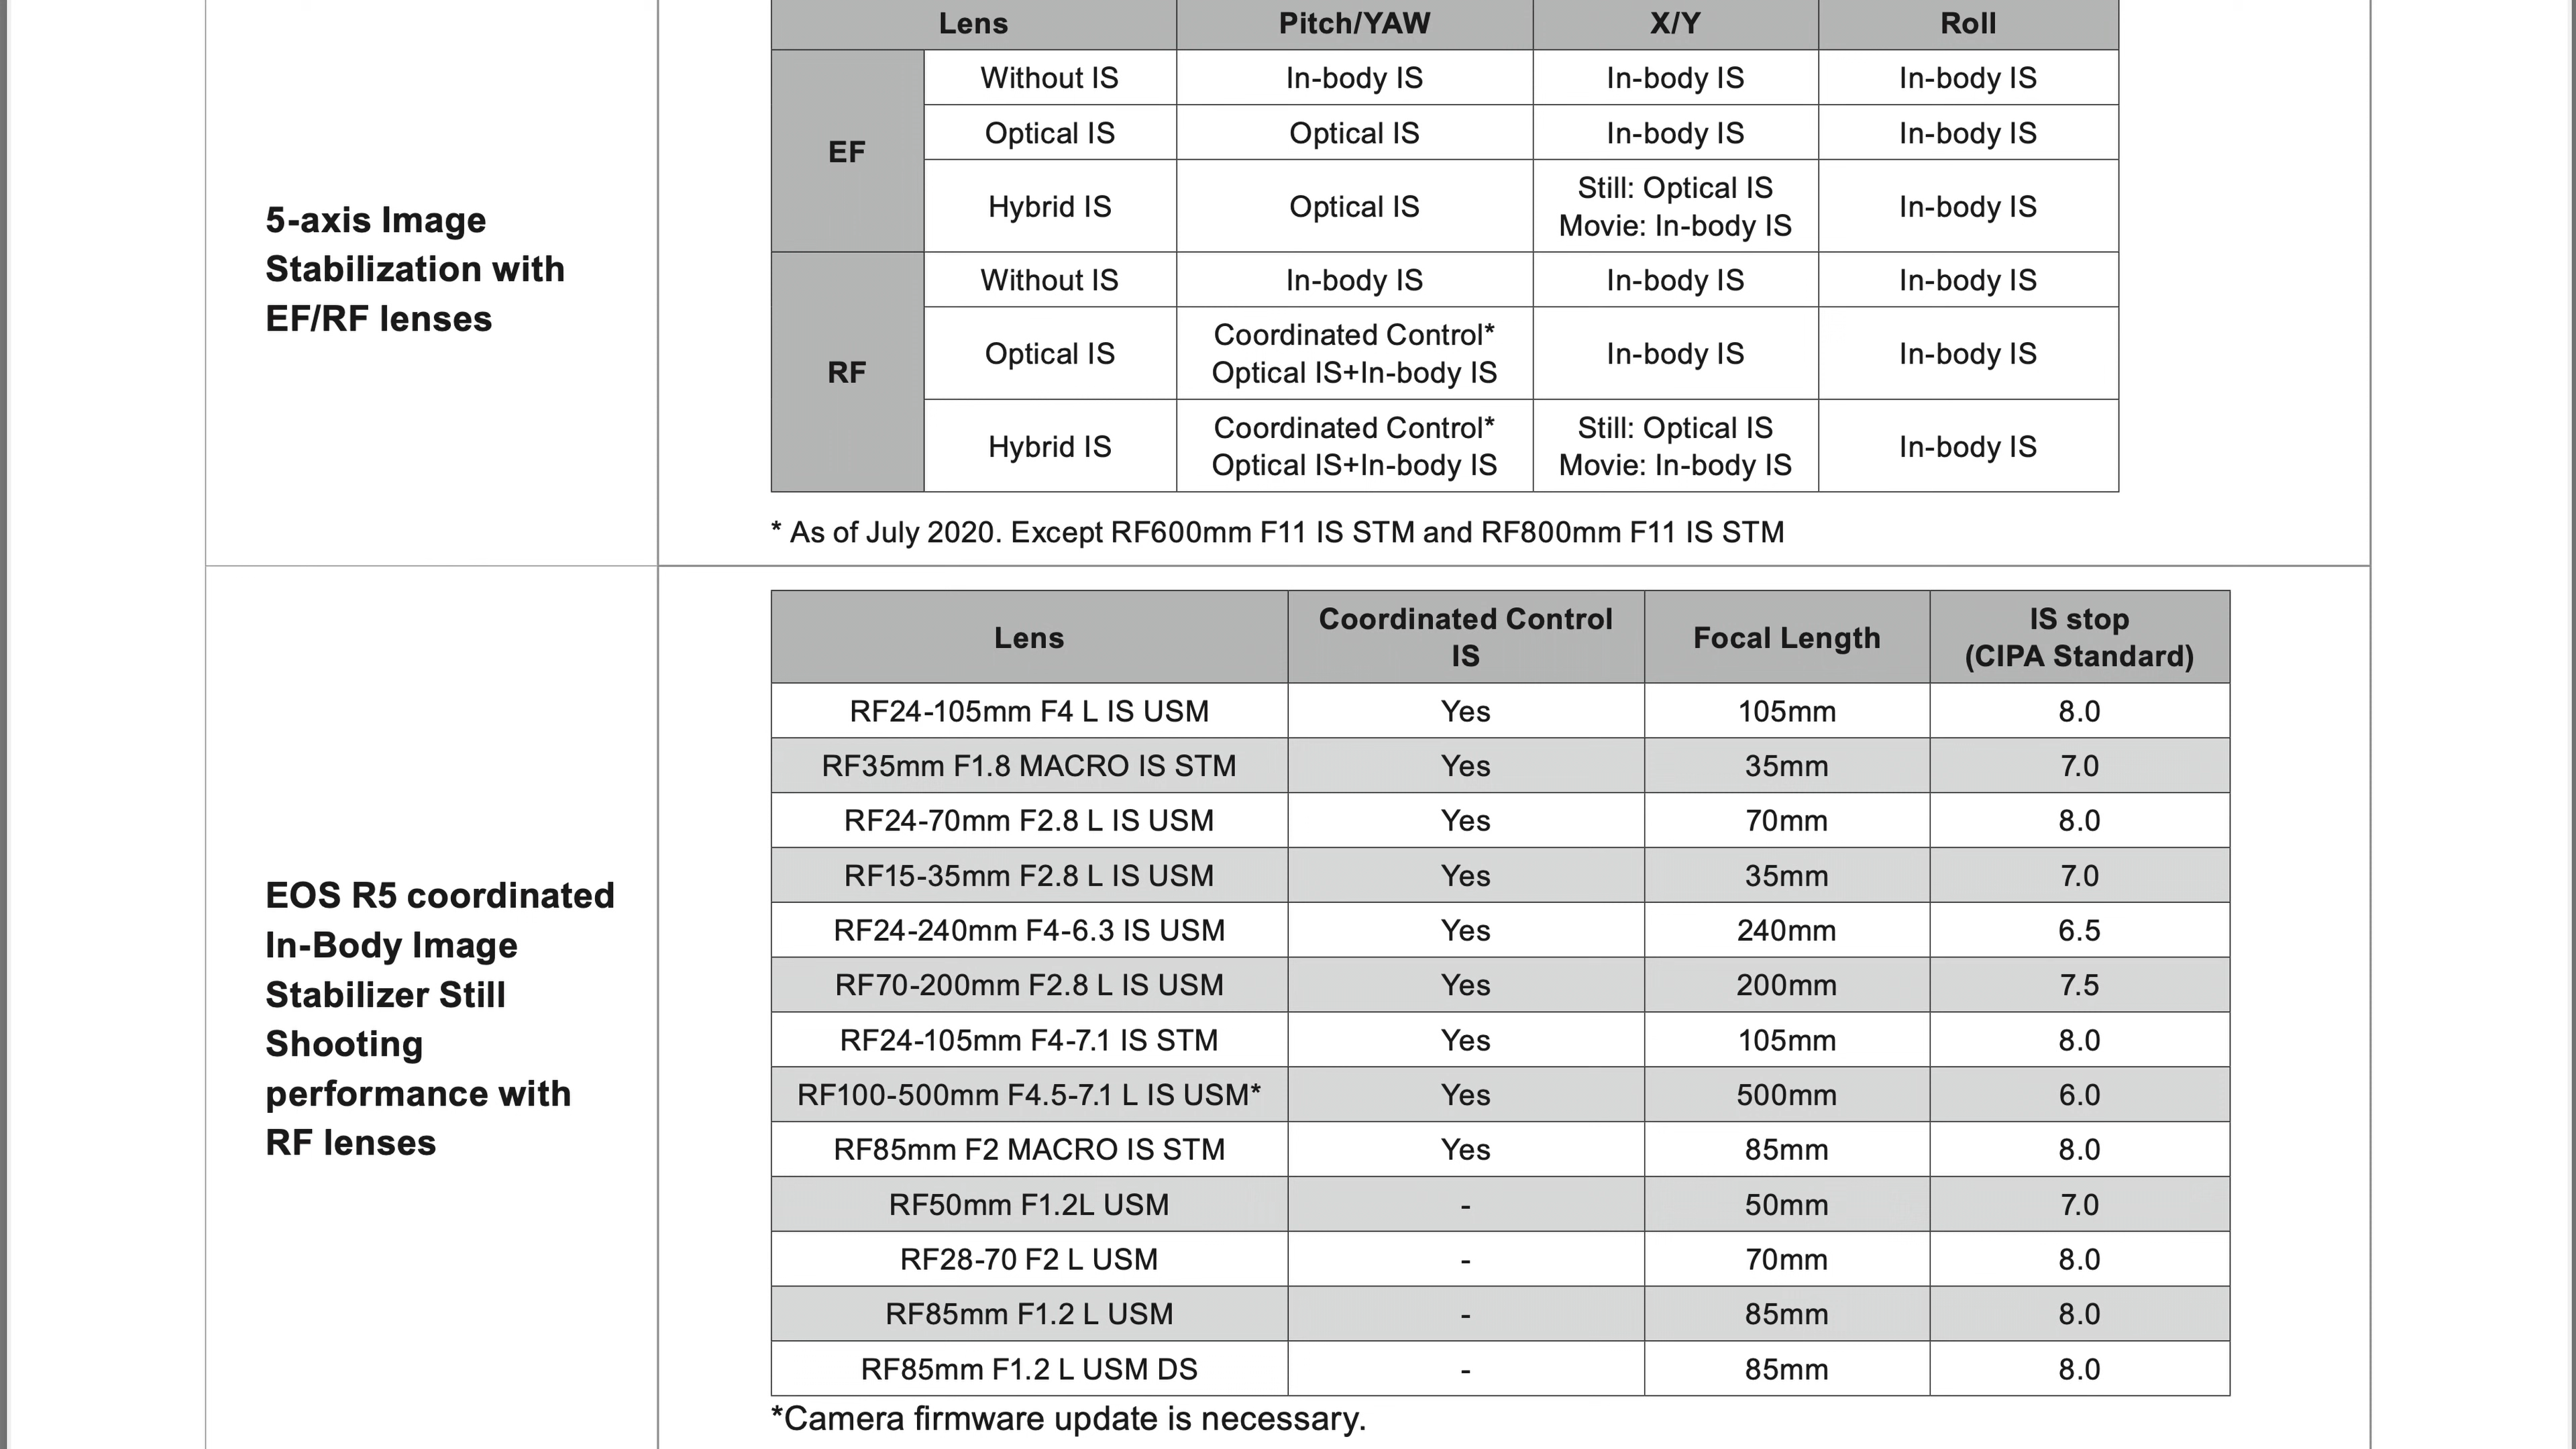 Lens Pitch/YAW X/Y Roll
5-axis Image
Stabilization with
EF/RF lenses
EF
Without IS In-body IS In-body IS In-body IS
Optical IS Optical IS In-body IS In-body IS
Hybrid IS Optical IS Still: Optical IS
Movie: In-body IS In-body IS
RF
Without IS In-body IS In-body IS In-body IS
Optical IS Coordinated Control*
Optical IS+In-body IS In-body IS In-body IS
Hybrid IS Coordinated Control*
Optical IS+In-body IS Still: Optical IS
Movie: In-body IS In-body IS
* As of July 2020. Except RF600mm F11 IS STM and RF800mm F11 IS STM
EOS R5 coordinated
In-Body Image
Stabilizer Still
Shooting
performance with
RF lenses
Lens Coordinated Control
IS Focal Length IS stop
(CIPA Standard)
RF24-105mm F4 L IS USM Yes 105mm 8.0
RF35mm F1.8 MACRO IS STM Yes 35mm 7.0
RF24-70mm F2.8 L IS USM Yes 70mm 8.0
RF15-35mm F2.8 L IS USM Yes 35mm 7.0
RF24-240mm F4-6.3 IS USM Yes 240mm 6.5
RF70-200mm F2.8 L IS USM Yes 200mm 7.5
RF24-105mm F4-7.1 IS STM Yes 105mm 8.0
RF100-500mm F4.5-7.1 L IS USM* Yes 500mm 6.0
RF85mm F2 MACRO IS STM Yes 85mm 8.0
RF50mm F1.2L USM - 50mm 7.0
RF28-70 F2 L USM - 70mm 8.0
RF85mm F1.2 L USM - 85mm 8.0
RF85mm F1.2 L USM DS - 85mm 8.0
*Camera firmware update is necessary.